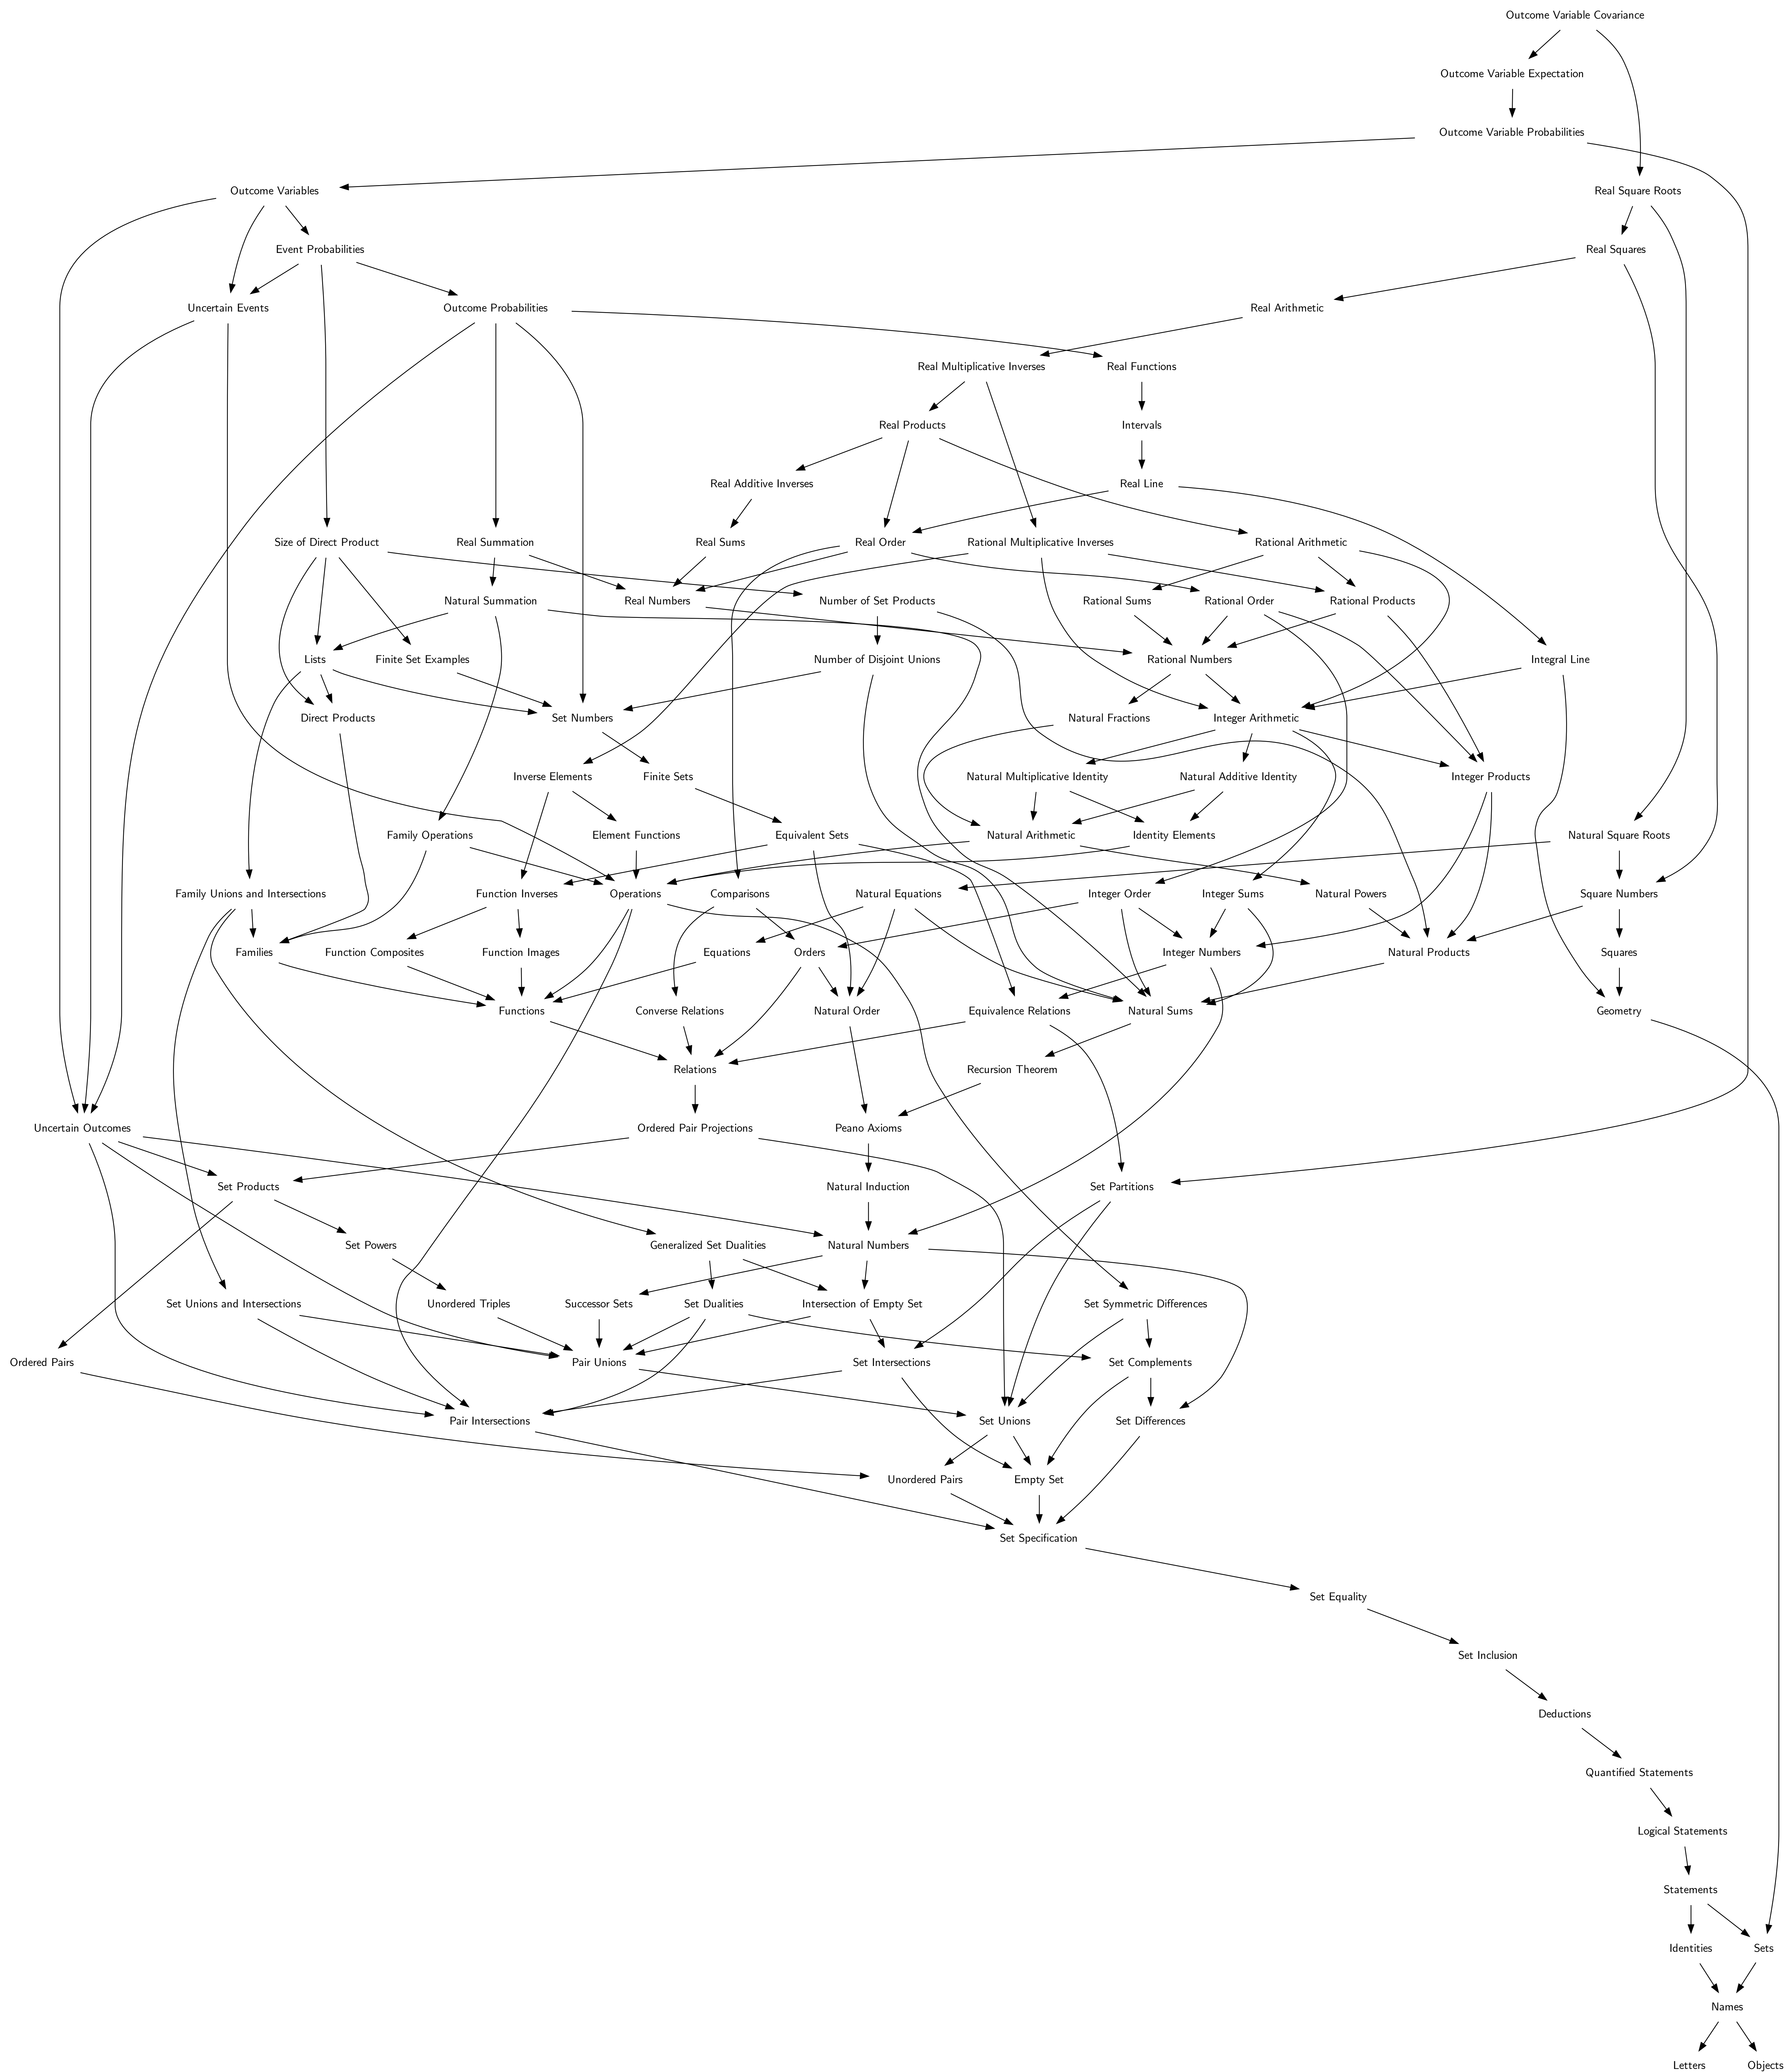 Outcome Variable Covariance
Outcome Variable Expectation
Outcome Variable Probabilities
Outcome Variables
Real Square Roots
Event Probabilities
Real Squares
Uncertain Events
Outcome Probabilities
Real Arithmetic
Real Multiplicative Inverses
Real Functions
Real Products
Intervals
Real Additive Inverses
Real Line
Size of Direct Product
Real Summation
Real Sums
Real Order
Rational Multiplicative Inverses
Rational Arithmetic
Natural Summation
Real Numbers
Number of Set Products
Rational Sums
Rational Order
Rational Products
Lists
Finite Set Examples
Number of Disjoint Unions
Rational Numbers
Integral Line
Direct Products
Set Numbers
Natural Fractions
Integer Arithmetic
Inverse Elements
Finite Sets
Natural Multiplicative Identity
Natural Additive Identity
Integer Products
Family Operations
Element Functions
Equivalent Sets
Natural Arithmetic
Identity Elements
Natural Square Roots
Family Unions and Intersections
Function Inverses
Operations
Comparisons
Natural Equations
Integer Order
Integer Sums
Natural Powers
Square Numbers
Families
Function Composites
Function Images
Equations
Orders
Integer Numbers
Natural Products
Squares
Functions
Converse Relations
Natural Order
Equivalence Relations
Natural Sums
Geometry
Relations
Recursion Theorem
Uncertain Outcomes
Ordered Pair Projections
Peano Axioms
Set Products
Natural Induction
Set Partitions
Set Powers
Generalized Set Dualities
Natural Numbers
Set Unions and Intersections
Unordered Triples
Successor Sets
Set Dualities
Intersection of Empty Set
Set Symmetric Differences
Ordered Pairs
Pair Unions
Set Intersections
Set Complements
Pair Intersections
Set Unions
Set Differences
Unordered Pairs
Empty Set
Set Specification
Set Equality
Set Inclusion
Deductions
Quantified Statements
Logical Statements
Statements
Identities
Sets
Names
Letters
Objects